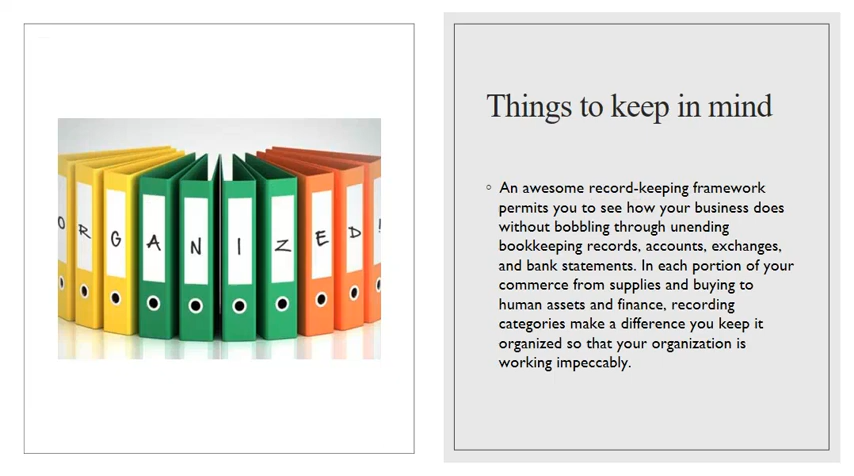 ORGANIZED!
Things to keep in mind
◦ An awesome record-keeping framework
permits you to see how your business does
without bobbling through unending
bookkeeping records, accounts, exchanges,
and bank statements. In each portion of your
commerce from supplies and buying to
human assets and finance, recording
categories make a difference you keep it
organized so that your organization is
working impeccably.